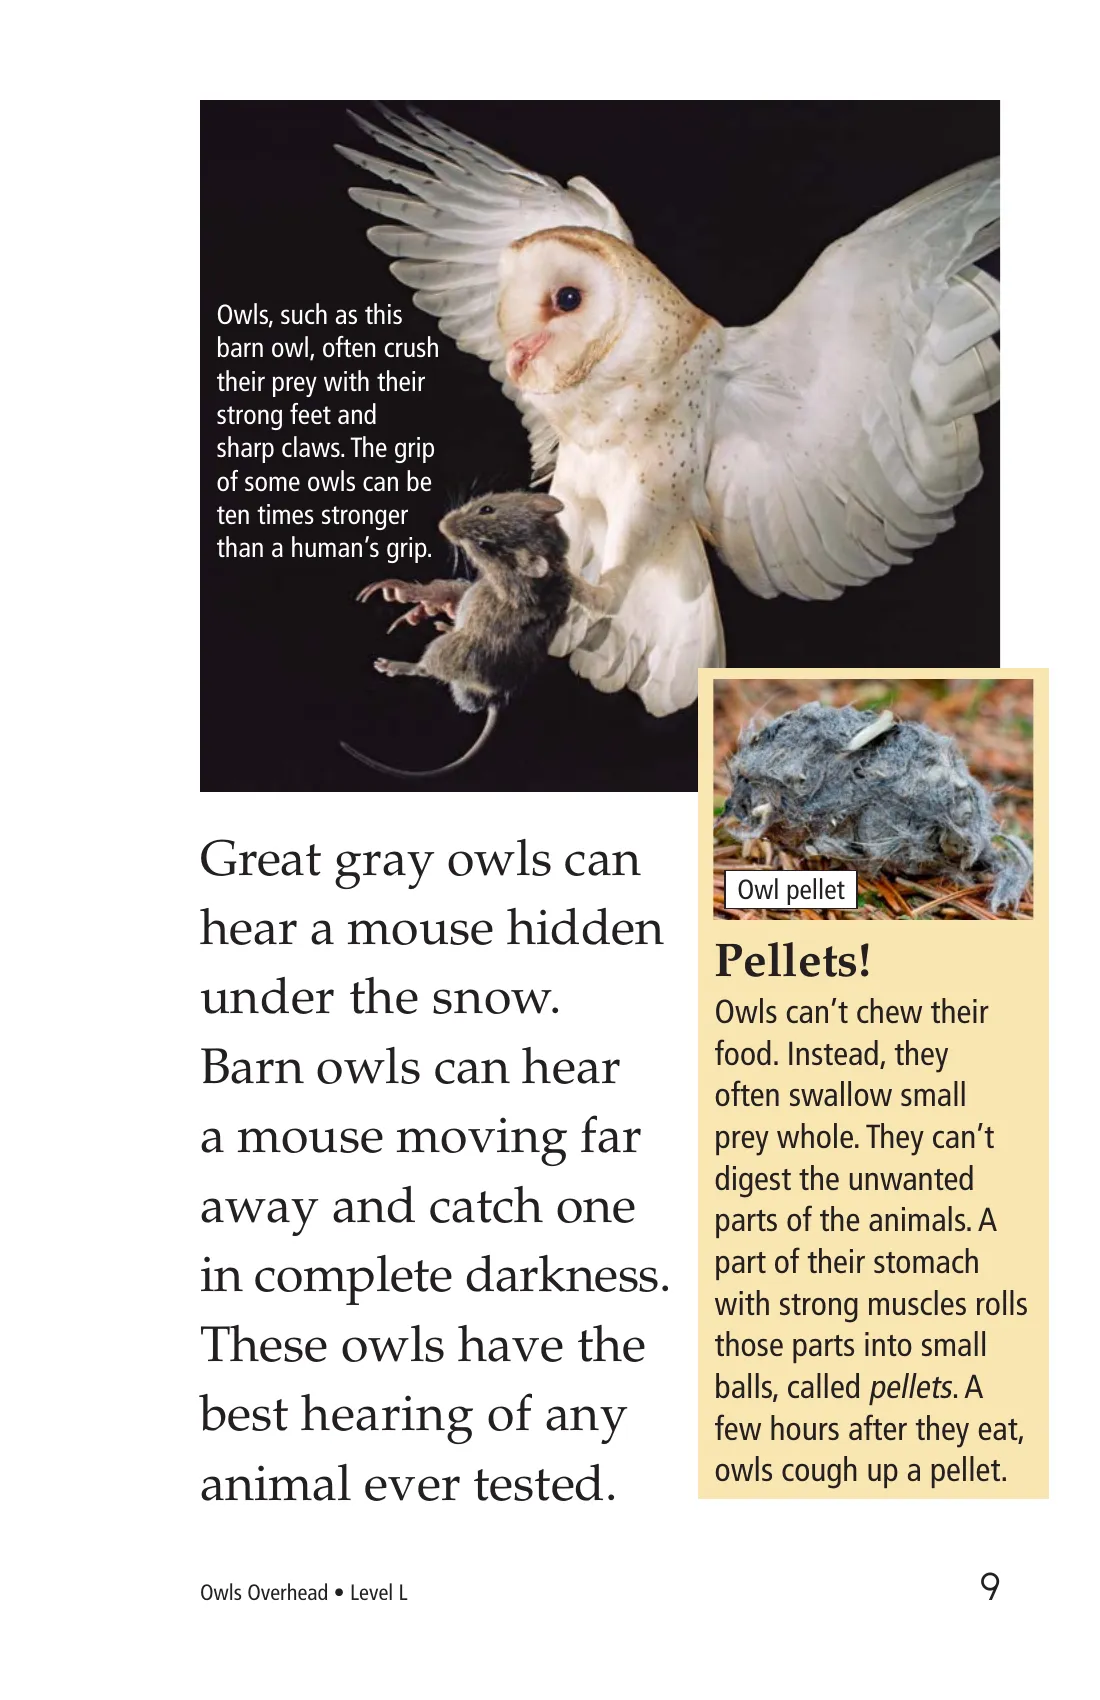 Owls, such as this
barn owl, often crush
their prey with their
strong feet and
sharp claws. The grip
of some owls can be
ten times stronger
than a human’s grip.
Great gray owls can
hear a mouse hidden
under the snow.
Barn owls can hear
a mouse moving far
away and catch one
in complete darkness.
These owls have the
best hearing of any
animal ever tested.
Owl pellet
Pellets!
Owls can’t chew their
food. Instead, they
often swallow small
prey whole. They can’t
digest the unwanted
parts of the animals. A
part of their stomach
with strong muscles rolls
those parts into small
balls, called pellets. A
few hours after they eat,
owls cough up a pellet.
Owls Overhead • Level L
9